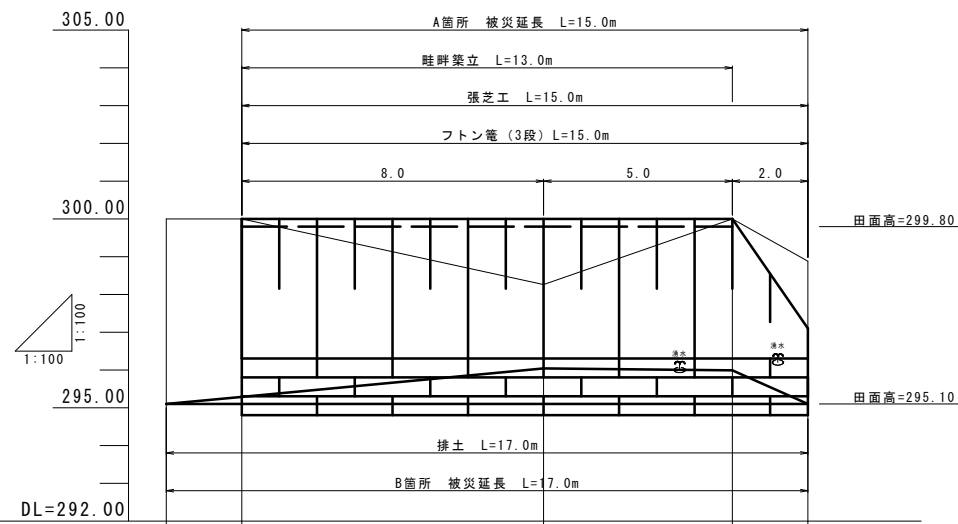 305.00
A箇所 被災延長 L=15.0m
畦畔築立 L=13.0m
張芝工 L=15.0m
フトン篭（3段）L=15.0m
8.0
5.0
2.0
300.00
田面高=299.80
1:100
1:100
湧水
湧水
295.00
田面高=295.10
排土 L=17.0m
B箇所 被災延長 L=17.0m
DL=292.00